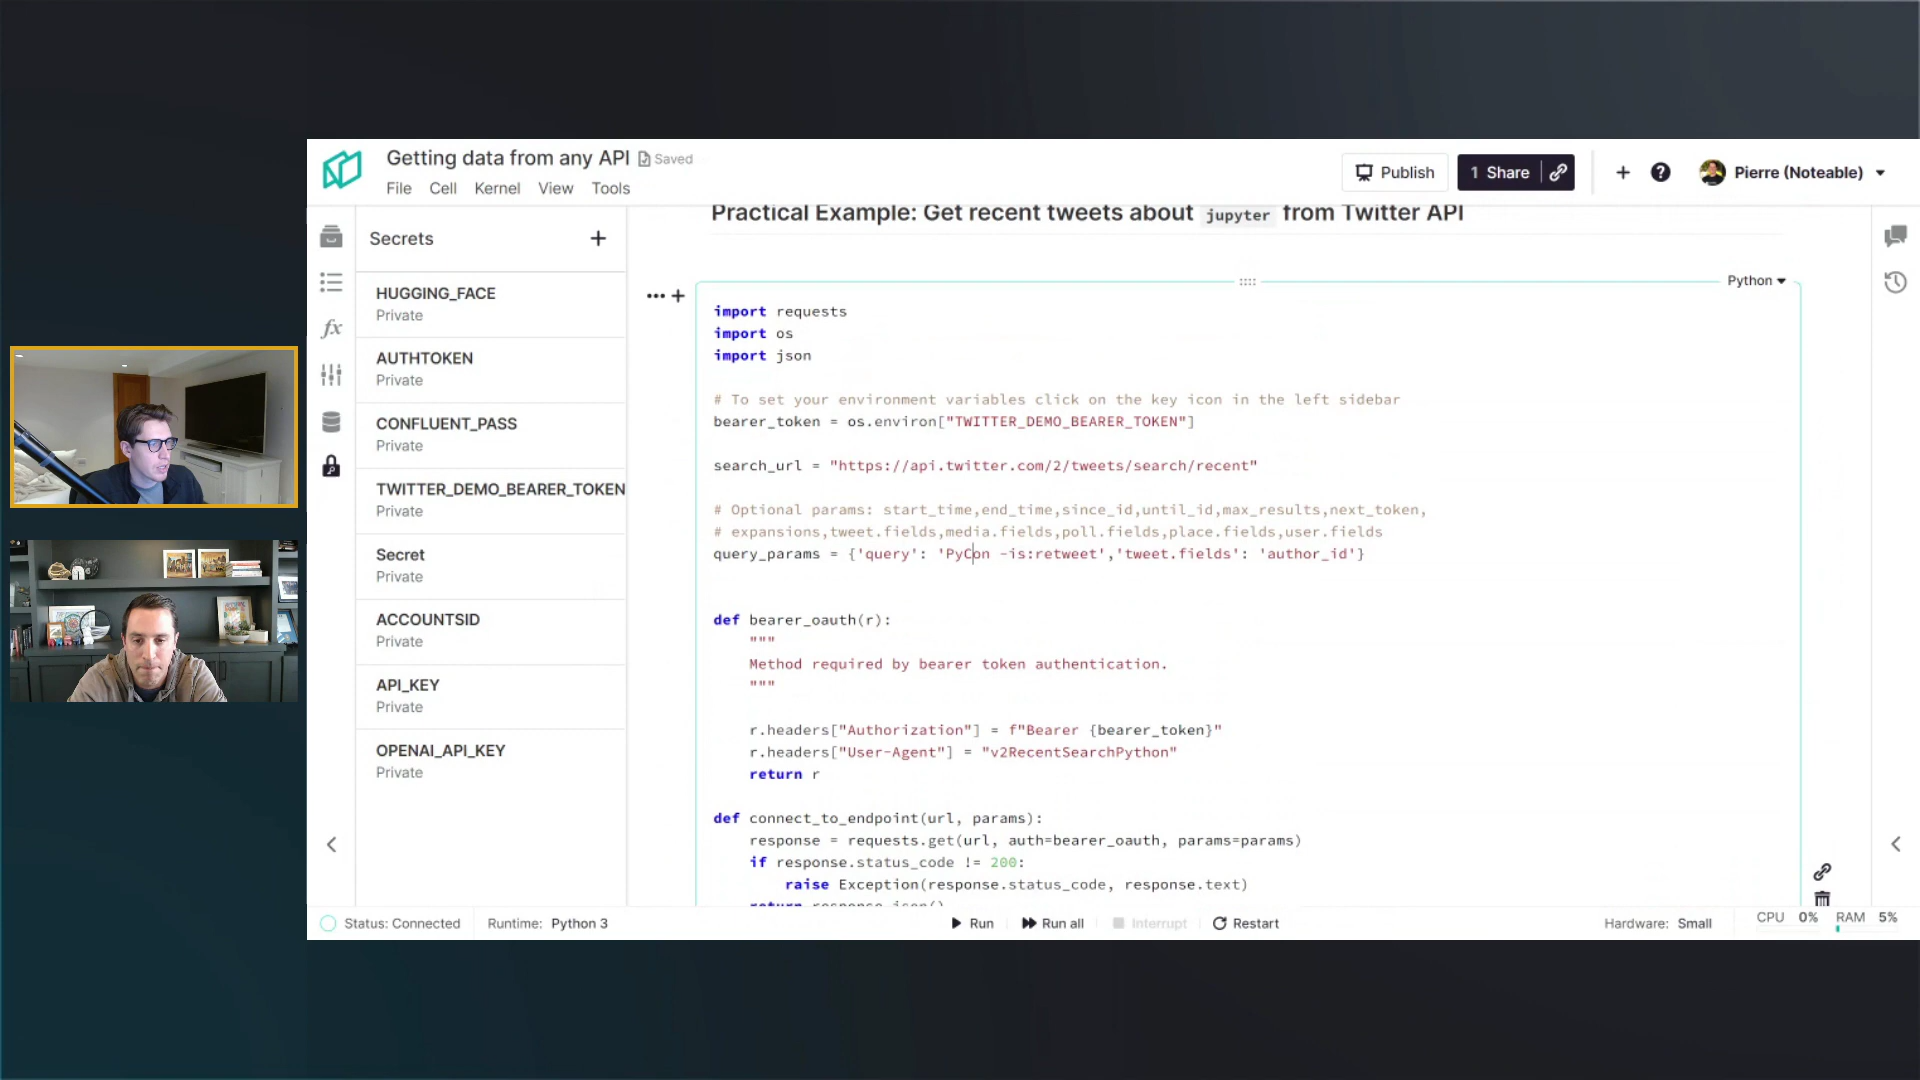 Getting data from any API Saved
File Cell Kernel View Tools
Publish
1 Share
Pierre (Noteable)
Secrets
HUGGING_FACE
Private
AUTHTOKEN
Private
CONFLUENT_PASS
Private
TWITTER_DEMO_BEARER_TOKEN
Private
Secret
Private
ACCOUNTSID
Private
API_KEY
Private
OPENAI_API_KEY
Private
Practical Example: Get recent tweets about jupyter from Twitter API
Python
import requests
import os
import json
# To set your environment variables click on the key icon in the left sidebar
bearer_token = os.environ["TWITTER_DEMO_BEARER_TOKEN"]
search_url = "https://api.twitter.com/2/tweets/search/recent"
# Optional params: start_time,end_time,since_id,until_id,max_results,next_token,
# expansions,tweet.fields,media.fields,poll.fields,place.fields,user.fields
query_params = {'query': 'PyCon -is:retweet','tweet.fields': 'author_id'}
def bearer_oauth(r):
"""
Method required by bearer token authentication.
"""
r.headers["Authorization"] = f"Bearer {bearer_token}"
r.headers["User-Agent"] = "v2RecentSearchPython"
return r
def connect_to_endpoint(url, params):
response = requests.get(url, auth=bearer_oauth, params=params)
if response.status_code != 200:
raise Exception(response.status_code, response.text)
return response.json()
Status: Connected Runtime: Python 3 Run Run all Interrupt Restart Hardware: Small CPU 0% RAM 5%